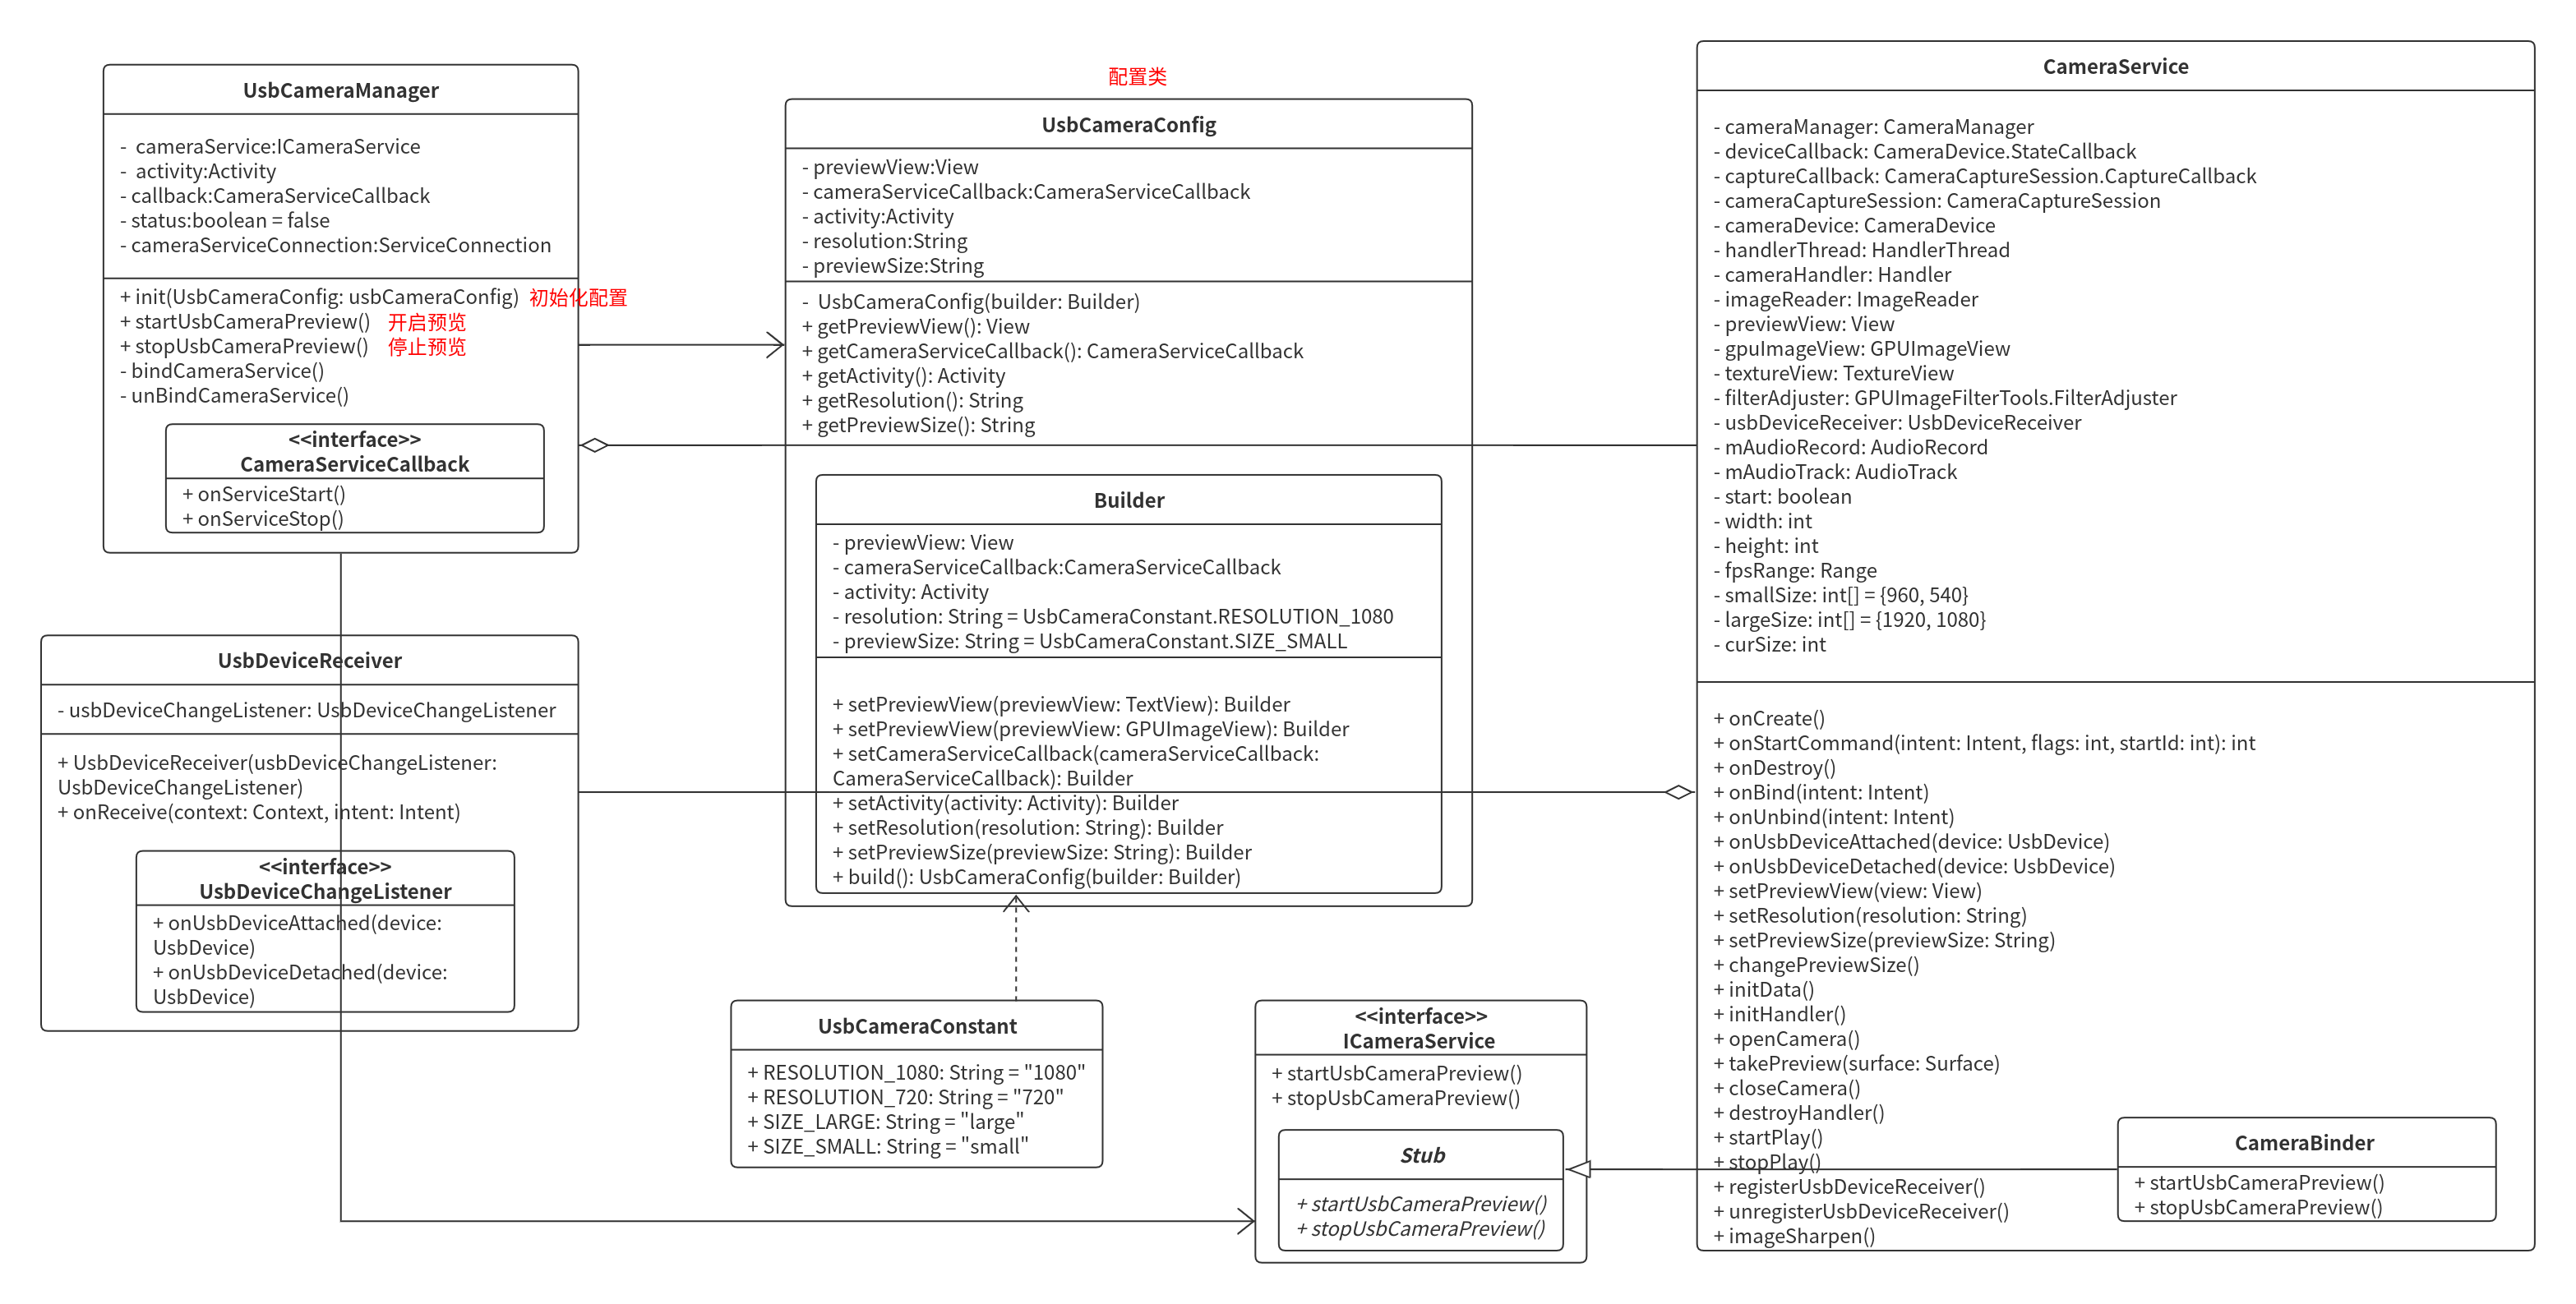 UsbCameraManager
- cameraService:ICameraService
- activity:Activity
- callback:CameraServiceCallback
- status:boolean = false
- cameraServiceConnection:ServiceConnection
+ init(UsbCameraConfig: usbCameraConfig) 初始化配置
+ startUsbCameraPreview() 开启预览
+ stopUsbCameraPreview() 停止预览
- bindCameraService()
- unBindCameraService()
<<interface>>
CameraServiceCallback
+ onServiceStart()
+ onServiceStop()
UsbDeviceReceiver
- usbDeviceChangeListener: UsbDeviceChangeListener
+ UsbDeviceReceiver(usbDeviceChangeListener:
UsbDeviceChangeListener)
+ onReceive(context: Context, intent: Intent)
<<interface>>
UsbDeviceChangeListener
+ onUsbDeviceAttached(device:
UsbDevice)
+ onUsbDeviceDetached(device:
UsbDevice)
配置类
UsbCameraConfig
- previewView:View
- cameraServiceCallback:CameraServiceCallback
- activity:Activity
- resolution:String
- previewSize:String
- UsbCameraConfig(builder: Builder)
+ getPreviewView(): View
+ getCameraServiceCallback(): CameraServiceCallback
+ getActivity(): Activity
+ getResolution(): String
+ getPreviewSize(): String
Builder
- previewView: View
- cameraServiceCallback:CameraServiceCallback
- activity: Activity
- resolution: String = UsbCameraConstant.RESOLUTION_1080
- previewSize: String = UsbCameraConstant.SIZE_SMALL
+ setPreviewView(previewView: TextView): Builder
+ setPreviewView(previewView: GPUImageView): Builder
+ setCameraServiceCallback(cameraServiceCallback:
CameraServiceCallback): Builder
+ setActivity(activity: Activity): Builder
+ setResolution(resolution: String): Builder
+ setPreviewSize(previewSize: String): Builder
+ build(): UsbCameraConfig(builder: Builder)
UsbCameraConstant
+ RESOLUTION_1080: String = "1080"
+ RESOLUTION_720: String = "720"
+ SIZE_LARGE: String = "large"
+ SIZE_SMALL: String = "small"
<<interface>>
ICameraService
+ startUsbCameraPreview()
+ stopUsbCameraPreview()
Stub
+ startUsbCameraPreview()
+ stopUsbCameraPreview()
CameraService
- cameraManager: CameraManager
- deviceCallback: CameraDevice.StateCallback
- captureCallback: CameraCaptureSession.CaptureCallback
- cameraCaptureSession: CameraCaptureSession
- cameraDevice: CameraDevice
- handlerThread: HandlerThread
- cameraHandler: Handler
- imageReader: ImageReader
- previewView: View
- gpuImageView: GPUImageView
- textureView: TextureView
- filterAdjuster: GPUImageFilterTools.FilterAdjuster
- usbDeviceReceiver: UsbDeviceReceiver
- mAudioRecord: AudioRecord
- mAudioTrack: AudioTrack
- start: boolean
- width: int
- height: int
- fpsRange: Range
- smallSize: int[] = {960, 540}
- largeSize: int[] = {1920, 1080}
- curSize: int
+ onCreate()
+ onStartCommand(intent: Intent, flags: int, startId: int): int
+ onDestroy()
+ onBind(intent: Intent)
+ onUnbind(intent: Intent)
+ onUsbDeviceAttached(device: UsbDevice)
+ onUsbDeviceDetached(device: UsbDevice)
+ setPreviewView(view: View)
+ setResolution(resolution: String)
+ setPreviewSize(previewSize: String)
+ changePreviewSize()
+ initData()
+ initHandler()
+ openCamera()
+ takePreview(surface: Surface)
+ closeCamera()
+ destroyHandler()
+ startPlay()
+ stopPlay()
+ registerUsbDeviceReceiver()
+ unregisterUsbDeviceReceiver()
+ imageSharpen()
CameraBinder
+ startUsbCameraPreview()
+ stopUsbCameraPreview()